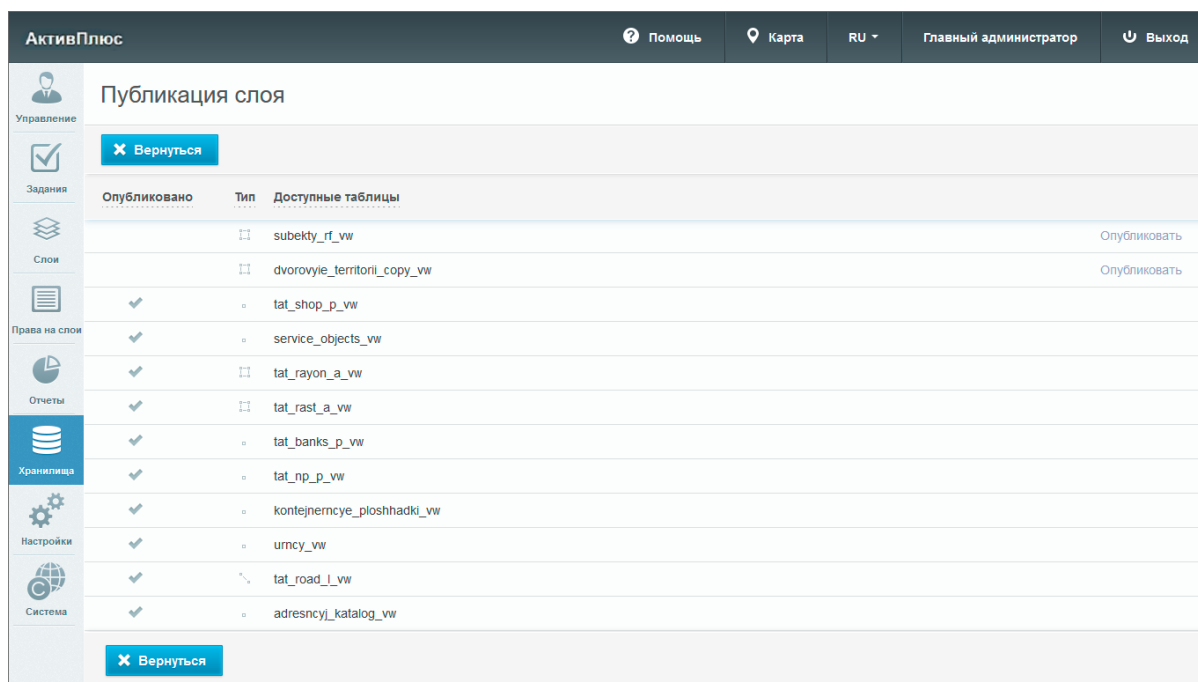 АктивПлюс Помощь Карта RU Главный администратор Выход
Управление
Задания
Слои
Права на слои
Отчеты
Хранилища
Настройки
Система
Публикация слоя
Вернуться
Опубликовано Тип Доступные таблицы
subekty_rf_vw Опубликовать
dvorovyie_territorii_copy_vw Опубликовать
tat_shop_p_vw
service_objects_vw
tat_rayon_a_vw
tat_rast_a_vw
tat_banks_p_vw
tat_np_p_vw
kontejnerncye_ploshhadki_vw
urncy_vw
tat_road_l_vw
adresncyj_katalog_vw
Вернуться